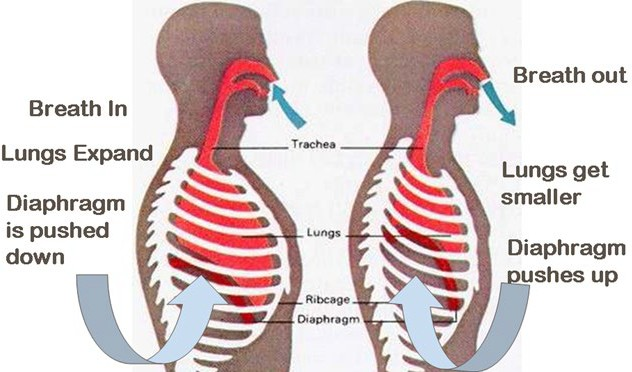 Breath In
Lungs Expand
Diaphragm
is pushed
down
Trachea
Lungs
Ribcage
Diaphragm
Breath out
Lungs get
smaller
Diaphragm
pushes up